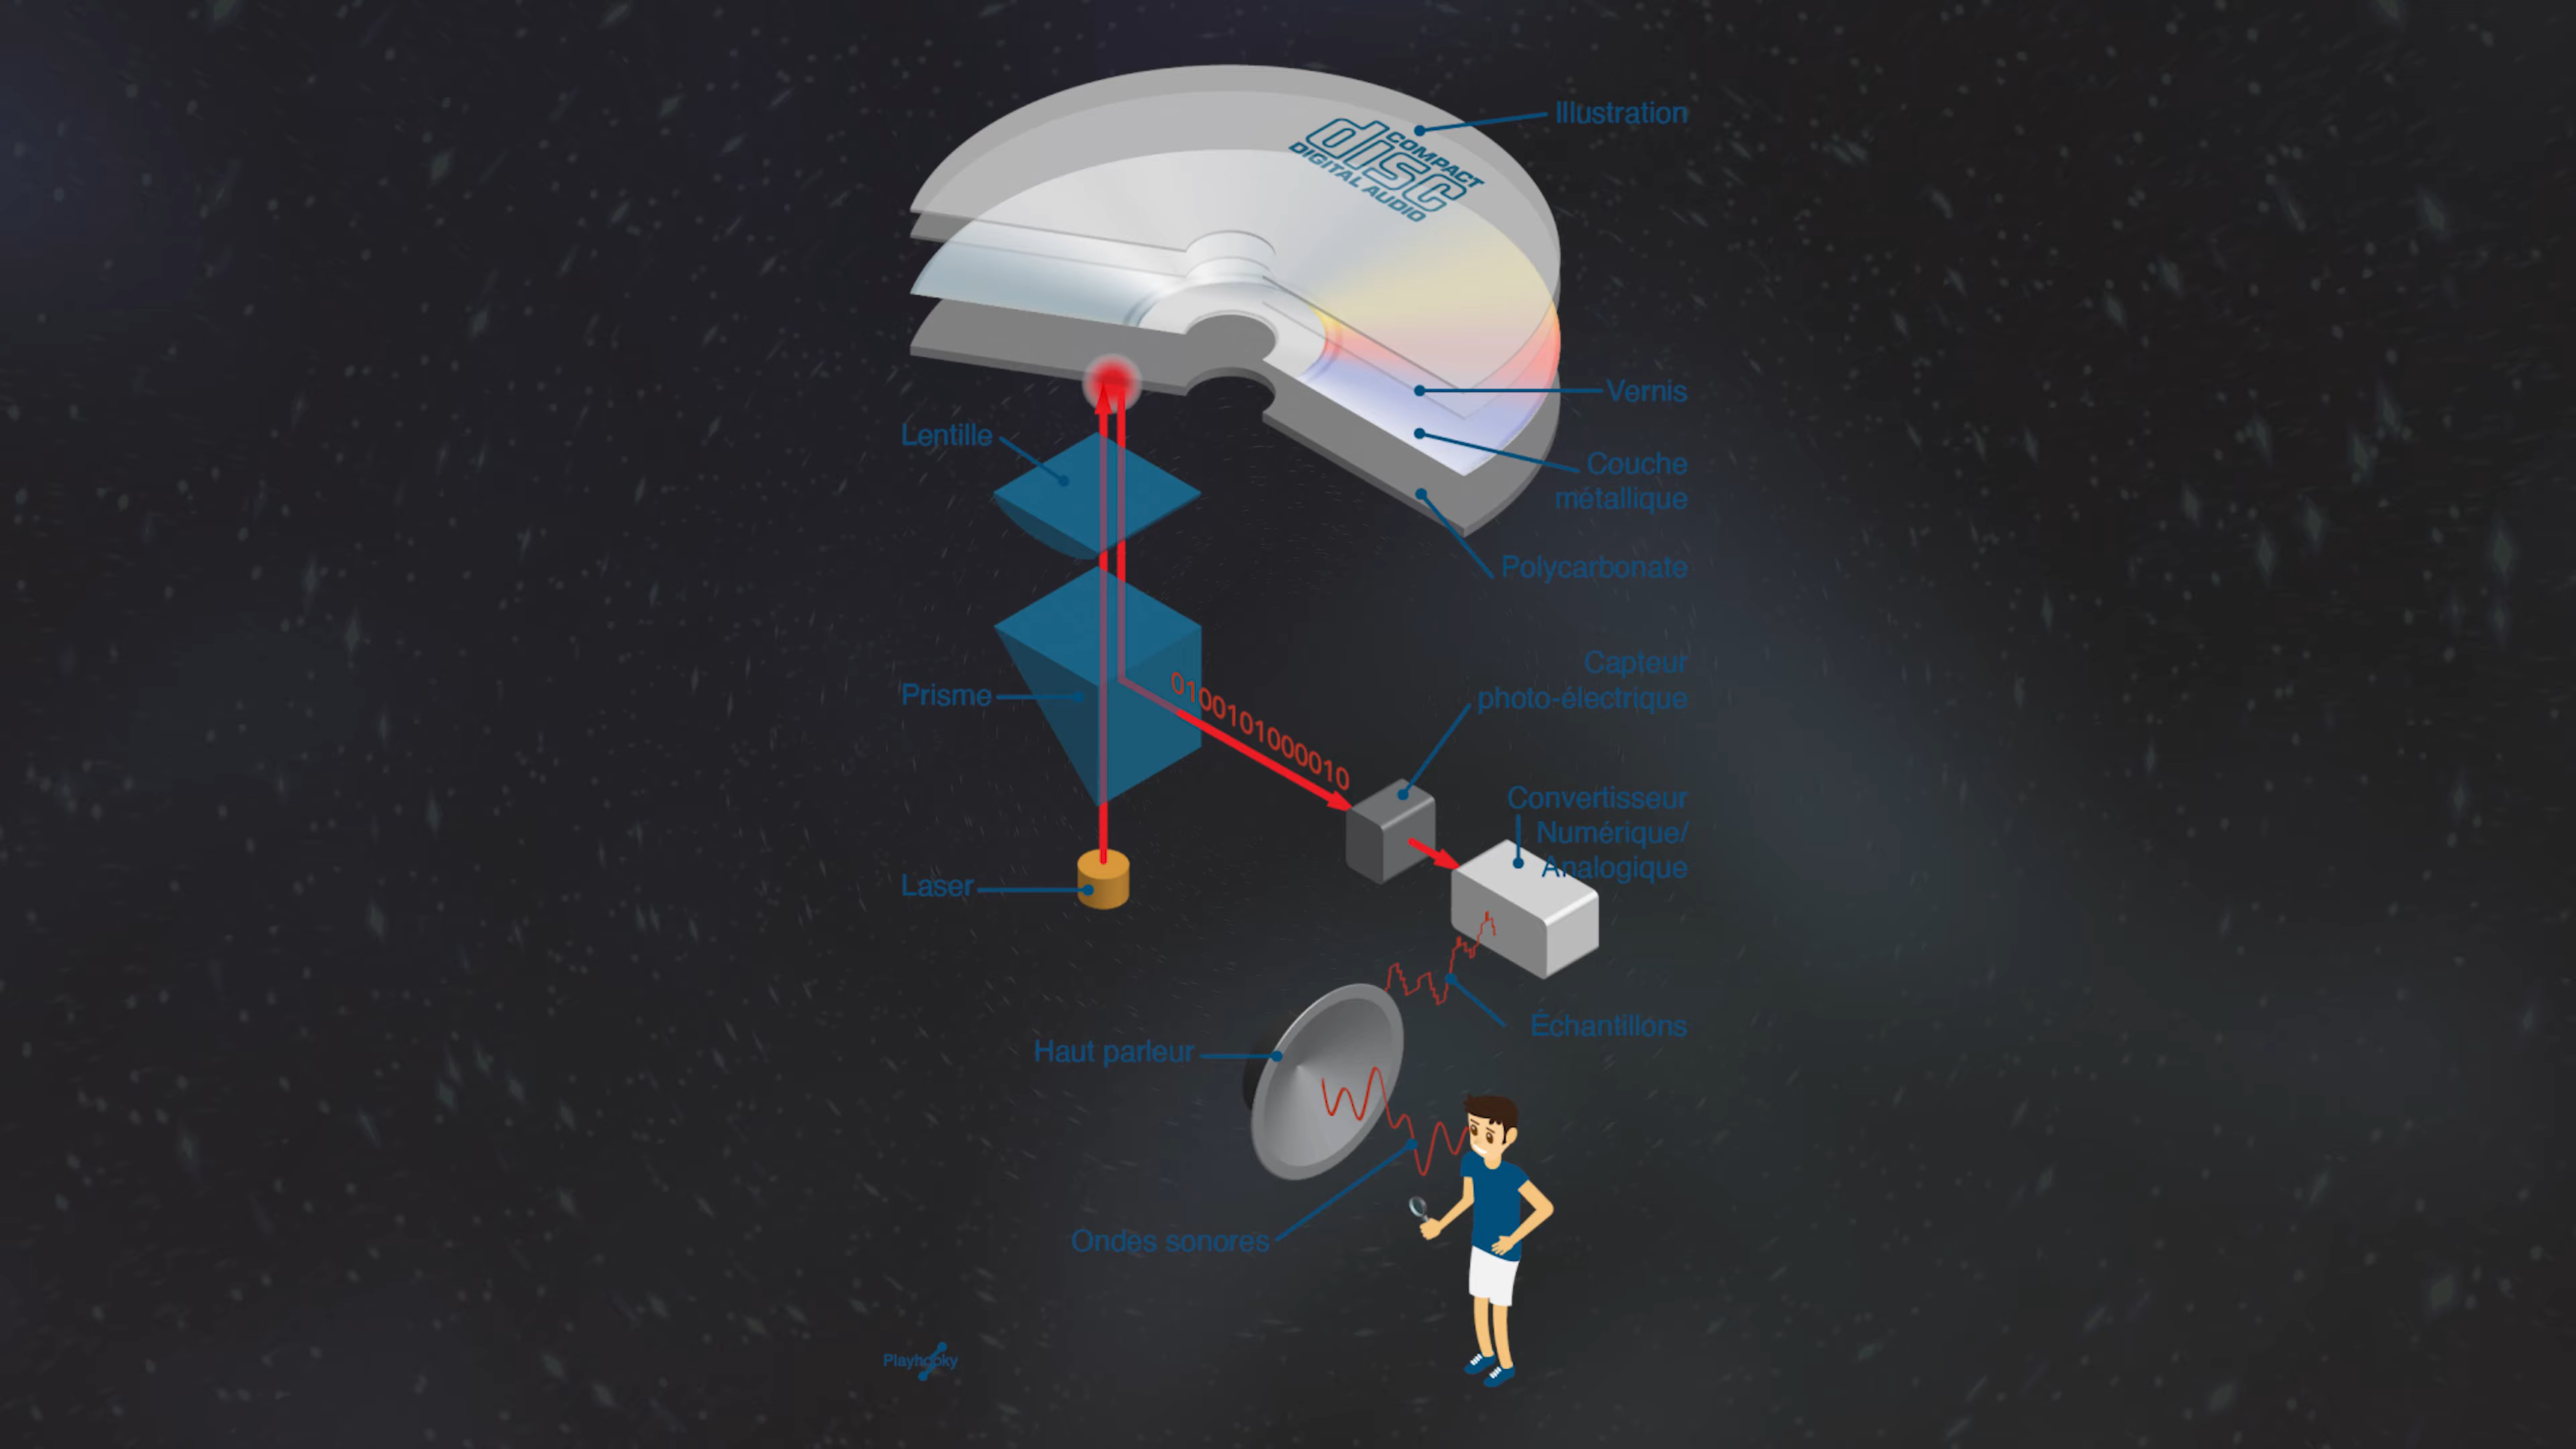 Illustration
COMPACT
disc
DIGITAL AUDIO
Vernis
Lentille
Couche
métallique
Polycarbonate
Capteur
photo-électrique
Prisme
0100101000010
Convertisseur
Numérique/
Analogique
Laser
Échantillons
Haut parleur
Ondes sonores
Playhooky